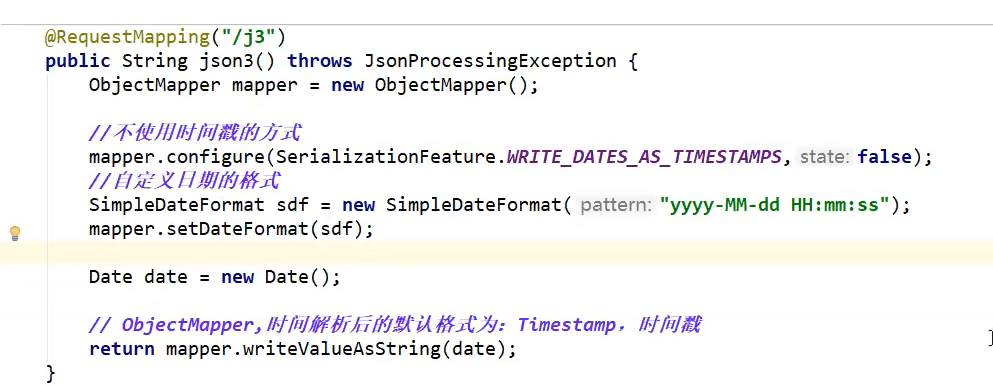 @RequestMapping("/j3")
public String json3() throws JsonProcessingException {
ObjectMapper mapper = new ObjectMapper();
//不使用时间戳的方式
mapper.configure(SerializationFeature.WRITE_DATES_AS_TIMESTAMPS, state: false);
//自定义日期的格式
SimpleDateFormat sdf = new SimpleDateFormat( pattern: "yyyy-MM-dd HH:mm:ss");
mapper.setDateFormat(sdf);
Date date = new Date();
// ObjectMapper,时间解析后的默认格式为：Timestamp，时间戳
return mapper.writeValueAsString(date);
}